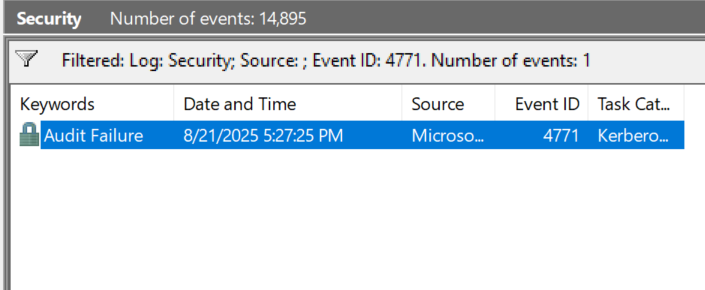 Security Number of events: 14,895
Filtered: Log: Security; Source: ; Event ID: 4771. Number of events: 1
Keywords Date and Time Source Event ID Task Cat...
Audit Failure 8/21/2025 5:27:25 PM Microso... 4771 Kerbero...